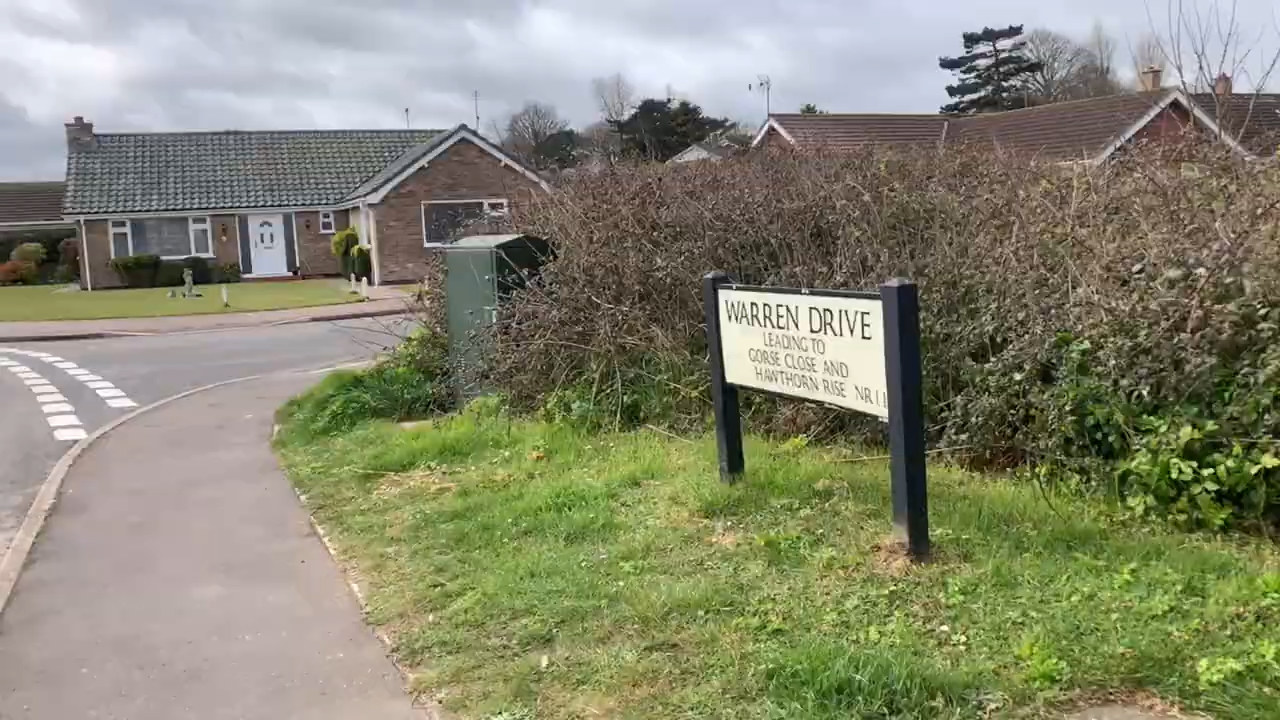 WARREN DRIVE
LEADING TO
GORSE CLOSE AND
HAWTHORN RISE NR11